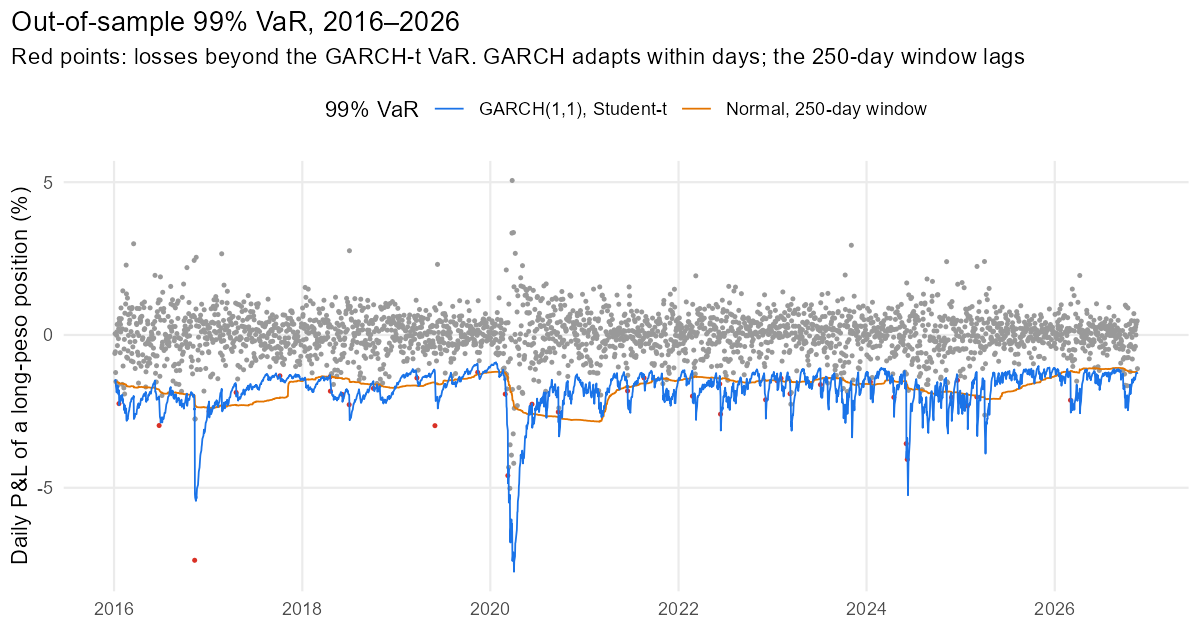 Out-of-sample 99% VaR, 2016–2026
Red points: losses beyond the GARCH-t VaR. GARCH adapts within days; the 250-day window lags
99% VaR GARCH(1,1), Student-t Normal, 250-day window
Daily P&L of a long-peso position (%)
5
0
-5
2016 2018 2020 2022 2024 2026